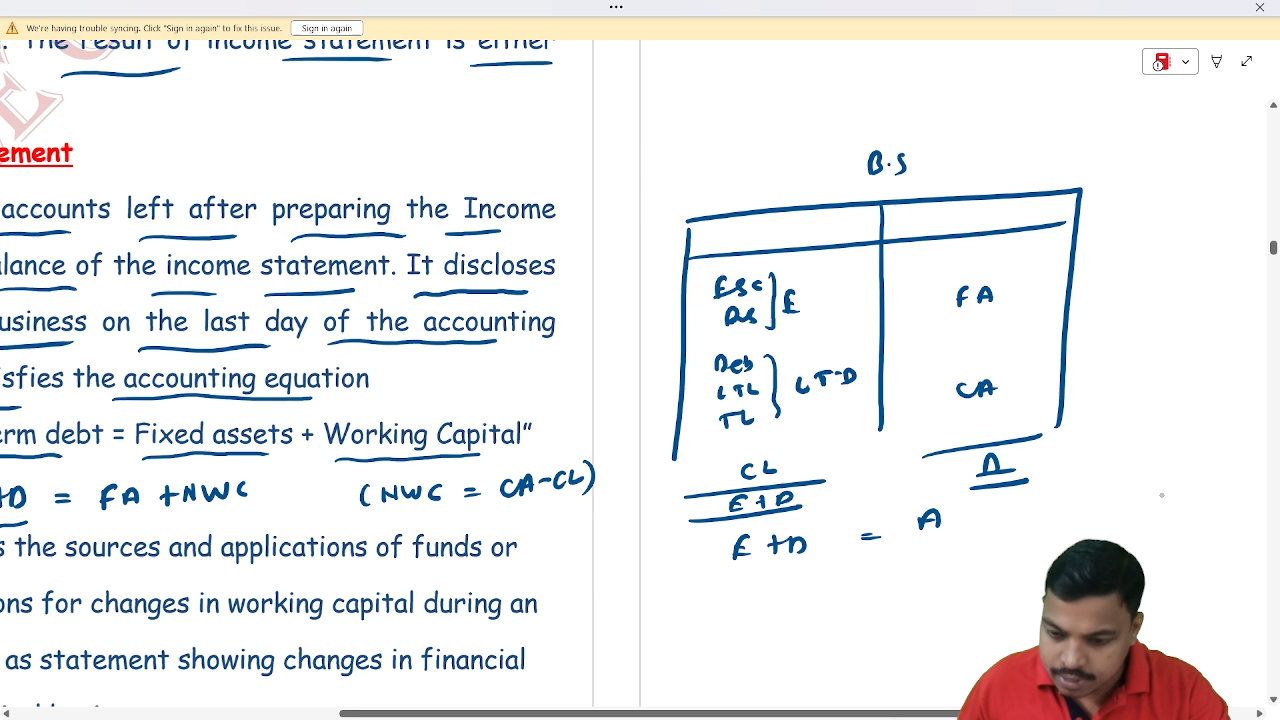 We're having trouble syncing. Click "Sign in again" to fix this issue. Sign in again
The result of income statement is either
ement
accounts left after preparing the Income
alance of the income statement. It discloses
usiness on the last day of the accounting
sfies the accounting equation
erm debt = Fixed assets + Working Capital”
+D = FA + NWC (NWC = CA-CL)
s the sources and applications of funds or
ons for changes in working capital during an
as statement showing changes in financial
B.S
ESC
E
FA
Deb
LTL
TL
LTD
CA
CL
A
E + D
E + D = A